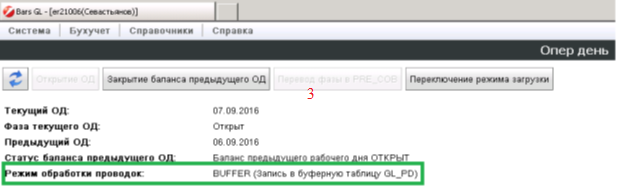 Bars GL - [er21006(Севастьянов)]
Система Бухучет Справочники Справка
Опер день
Открытие ОД Закрытие баланса предыдущего ОД Перевод фазы в PRE_COB Переключение режима загрузки
3
Текущий ОД: 07.09.2016
Фаза текущего ОД: Открыт
Предыдущий ОД: 06.09.2016
Статус баланса предыдущего ОД: Баланс предыдущего рабочего дня ОТКРЫТ
Режим обработки проводок: BUFFER (Запись в буферную таблицу GL_PD)